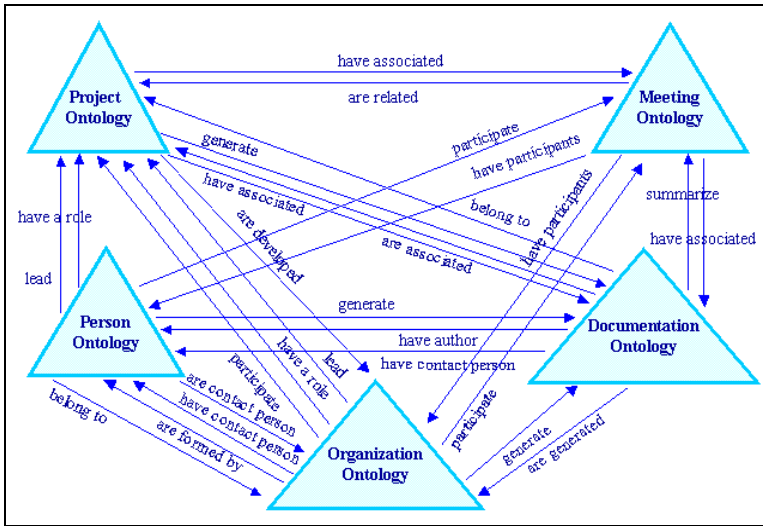 have associated
are related
Project
Ontology
Meeting
Ontology
generate
participate
have associated
have participants
belong to
summarize
have a role
are developed
have participants
are associated
have associated
lead
generate
Person
Ontology
Documentation
Ontology
have author
have contact person
participate
have a role
lead
are contact person
have contact person
belong to
are formed by
participate
Organization
Ontology
generate
are generated